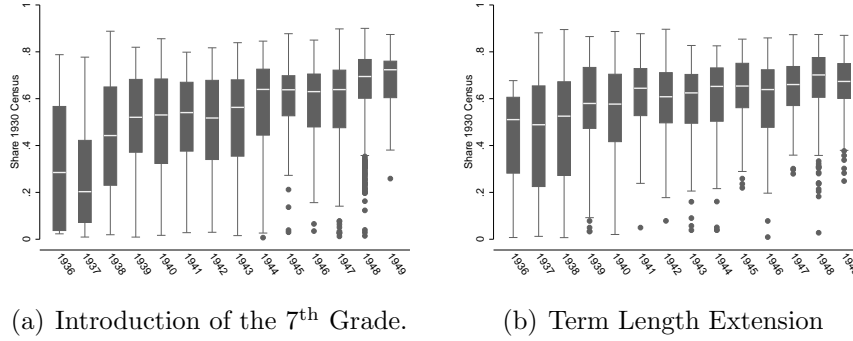 Share 1930 Census
0 .2 .4 .6 .8 1
1936 1937 1938 1939 1940 1941 1942 1943 1944 1945 1946 1947 1948 1949
(a) Introduction of the 7th Grade.
Share 1930 Census
0 .2 .4 .6 .8 1
1936 1937 1938 1939 1940 1941 1942 1943 1944 1945 1946 1947 1948
(b) Term Length Extension